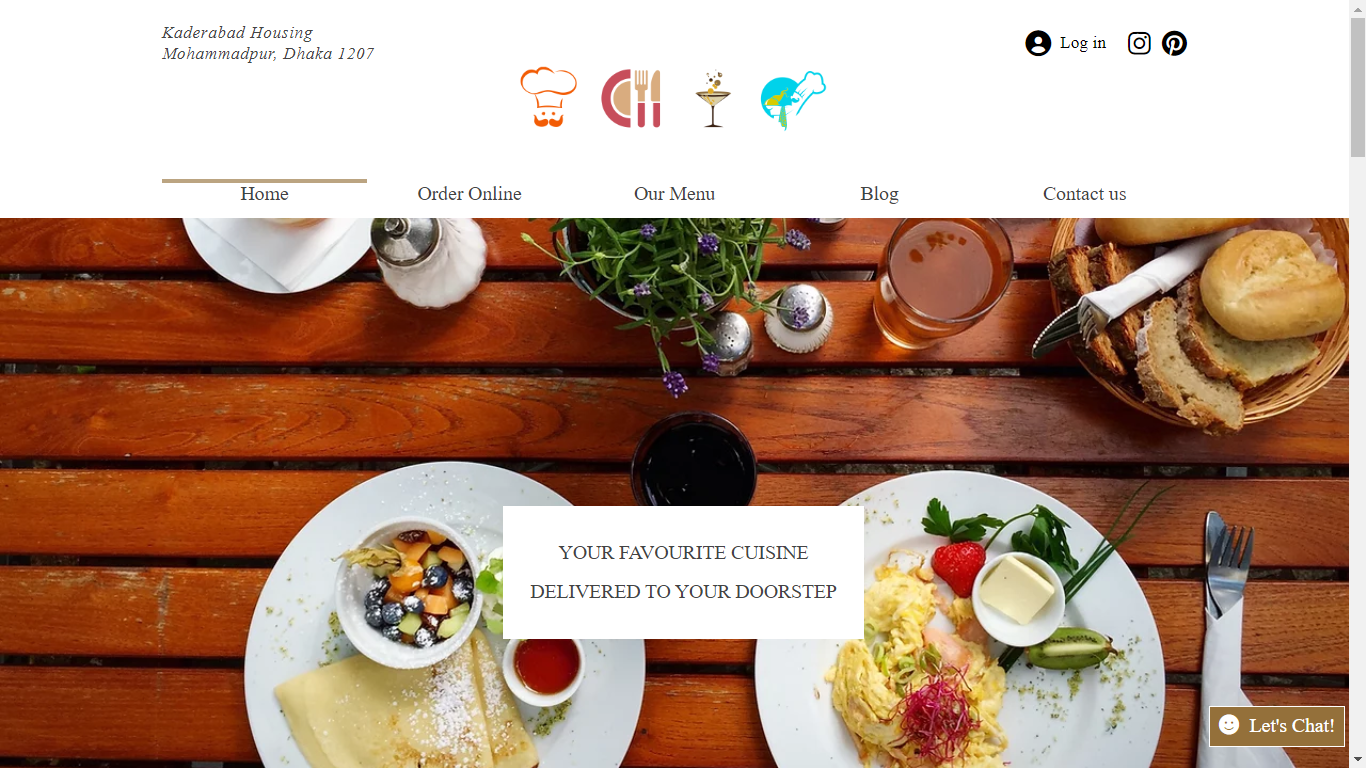 Kaderabad Housing
Mohammadpur, Dhaka 1207
Log in
Home
Order Online
Our Menu
Blog
Contact us
YOUR FAVOURITE CUISINE
DELIVERED TO YOUR DOORSTEP
Let's Chat!